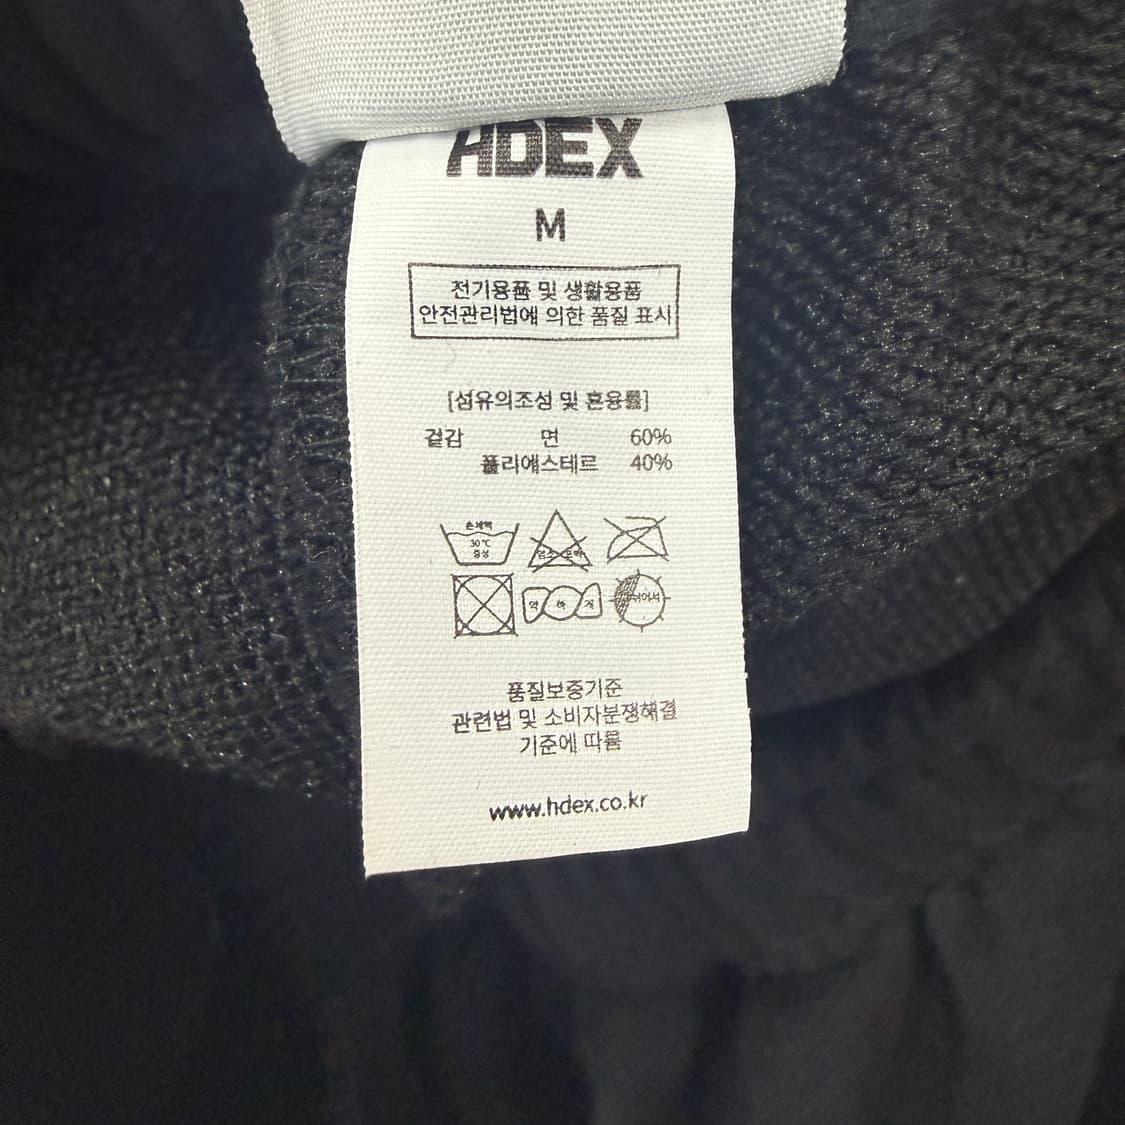 HDEX
M
전기용품 및 생활용품
안전관리법에 의한 품질 표시
[섬유의조성 및 혼용률]
겉감 면 60%
폴리에스테르 40%
손세탁
30℃
중성
약 하 게
품질보증기준
관련법 및 소비자분쟁해결
기준에 따름
www.hdex.co.kr